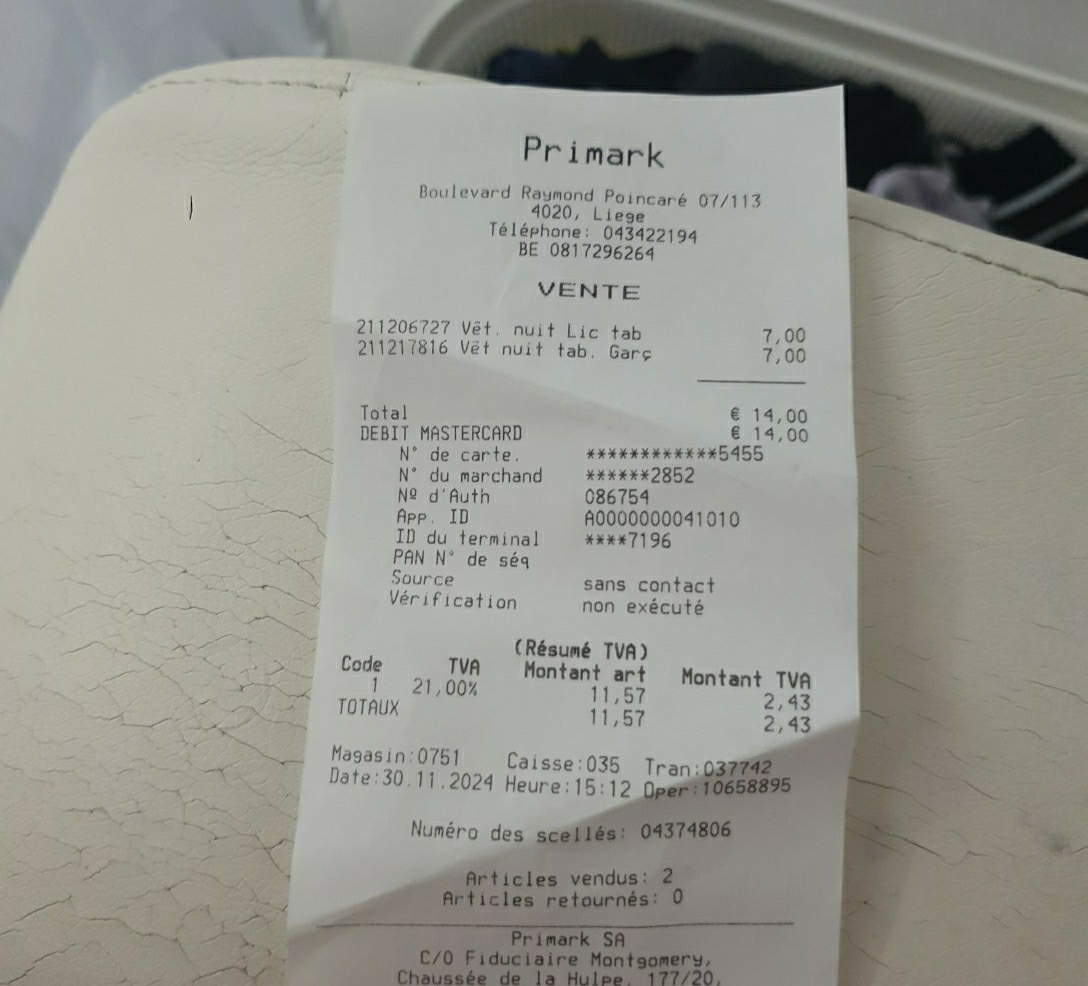 Primark
Boulevard Raymond Poincaré 07/113
4020, Liege
Téléphone: 043422194
BE 0817296264
VENTE
211206727 Vêt. nuit Lic tab 7,00
211217816 Vêt nuit tab. Garç 7,00
Total € 14,00
DEBIT MASTERCARD € 14,00
N° de carte. ************5455
N° du marchand ******2852
Nº d'Auth 086754
App. ID A0000000041010
ID du terminal ****7196
PAN N° de séq
Source sans contact
Vérification non exécuté
(Résumé TVA)
Code TVA Montant art Montant TVA
1 21,00% 11,57 2,43
TOTAUX 11,57 2,43
Magasin:0751 Caisse:035 Tran:037742
Date:30.11.2024 Heure:15:12 Oper:10658895
Numéro des scellés: 04374806
Articles vendus: 2
Articles retournés: 0
Primark SA
C/O Fiduciaire Montgomery,
Chaussée de la Hulpe, 177/20,